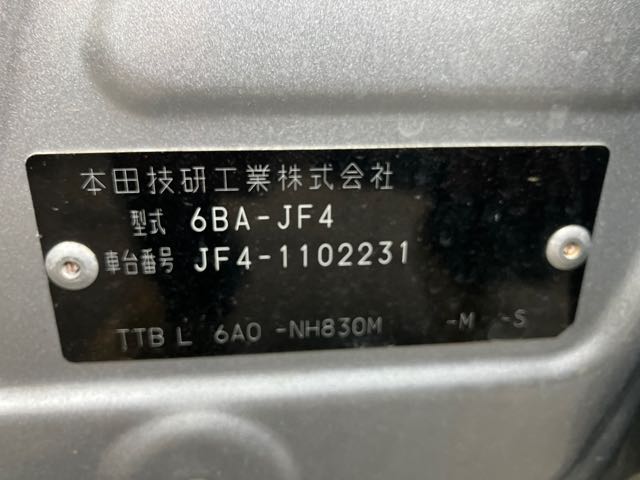 本田技研工業株式会社
型式 6BA-JF4
車台番号 JF4-1102231
TTB L 6A0 -NH830M -M -S